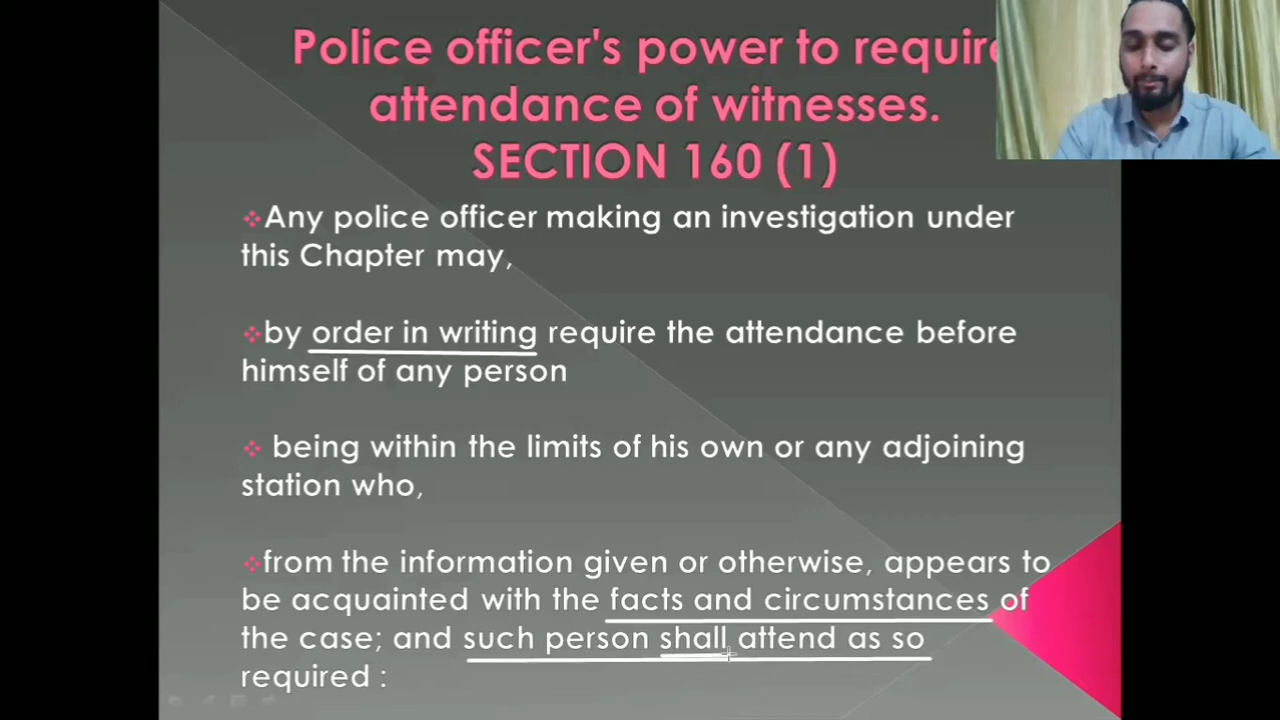 Police officer's power to require
attendance of witnesses.
SECTION 160 (1)
Any police officer making an investigation under
this Chapter may,
by order in writing require the attendance before
himself of any person
being within the limits of his own or any adjoining
station who,
from the information given or otherwise, appears to
be acquainted with the facts and circumstances of
the case; and such person shall attend as so
required :